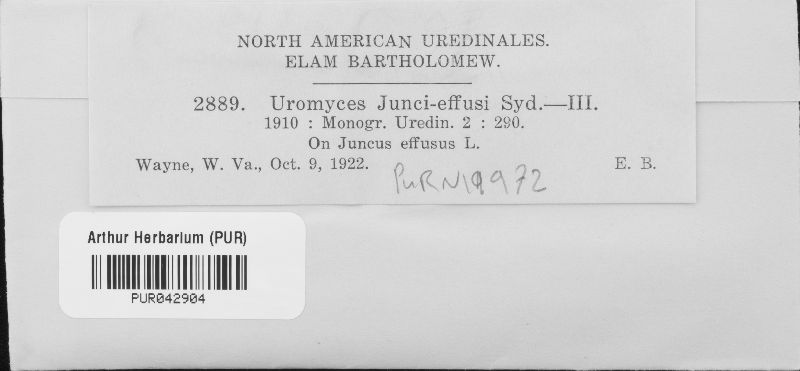 NORTH AMERICAN UREDINALES.
ELAM BARTHOLOMEW.
2889. Uromyces Junci-effusi Syd.—III.
1910 : Monogr. Uredin. 2 : 290.
On Juncus effusus L.
Wayne, W. Va., Oct. 9, 1922. E. B.
PURN19972
Arthur Herbarium (PUR)
PUR042904